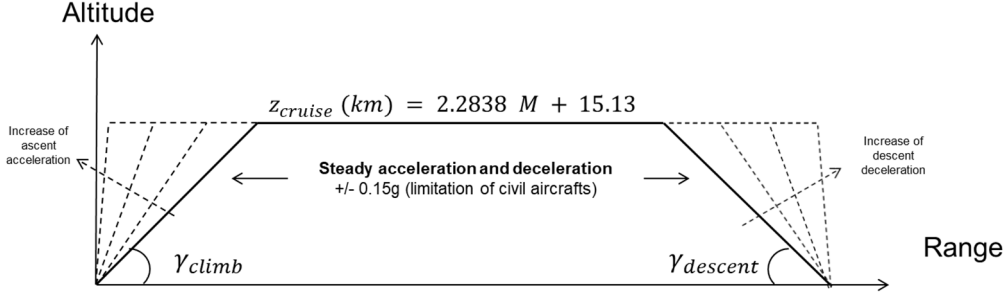 Altitude
z_cruise (km) = 2.2838 M + 15.13
Increase of
ascent
acceleration
Steady acceleration and deceleration
+/- 0.15g (limitation of civil aircrafts)
Increase of
descent
deceleration
γ_climb
γ_descent
Range